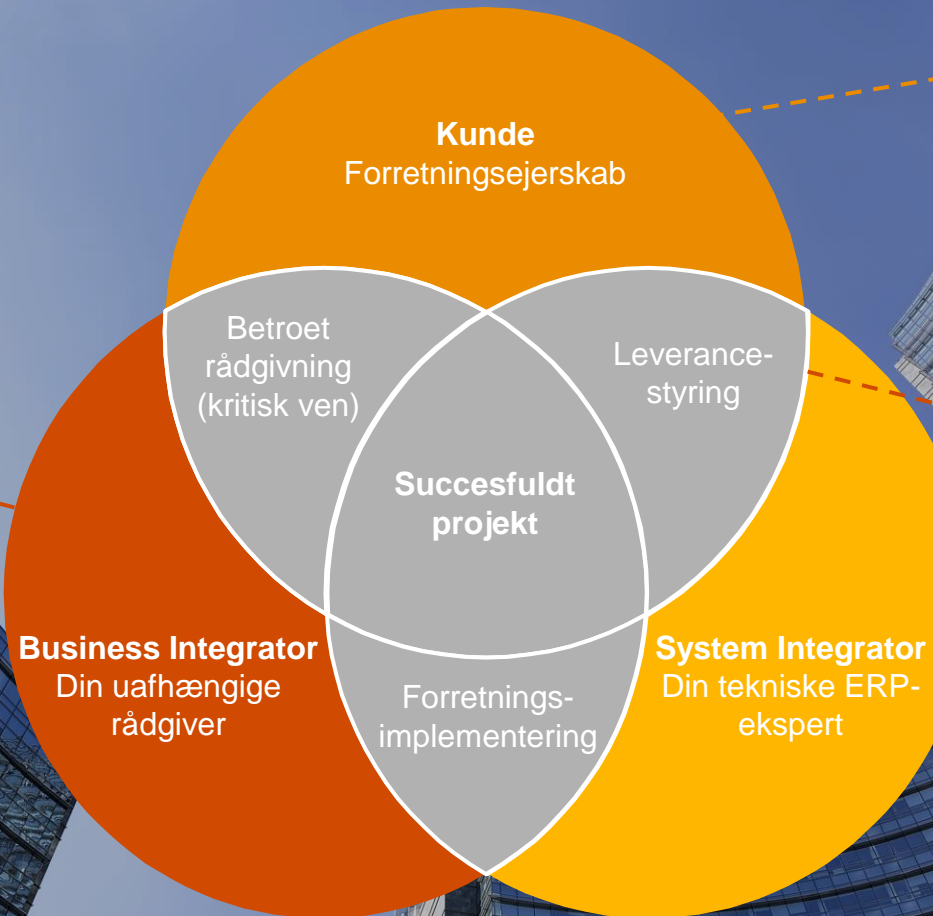 Kunde
Forretningsejerskab
Betroet
rådgivning
(kritisk ven)
Leverance-
styring
Succesfuldt
projekt
Business Integrator
Din uafhængige
rådgiver
System Integrator
Din tekniske ERP-
ekspert
Forretnings-
implementering